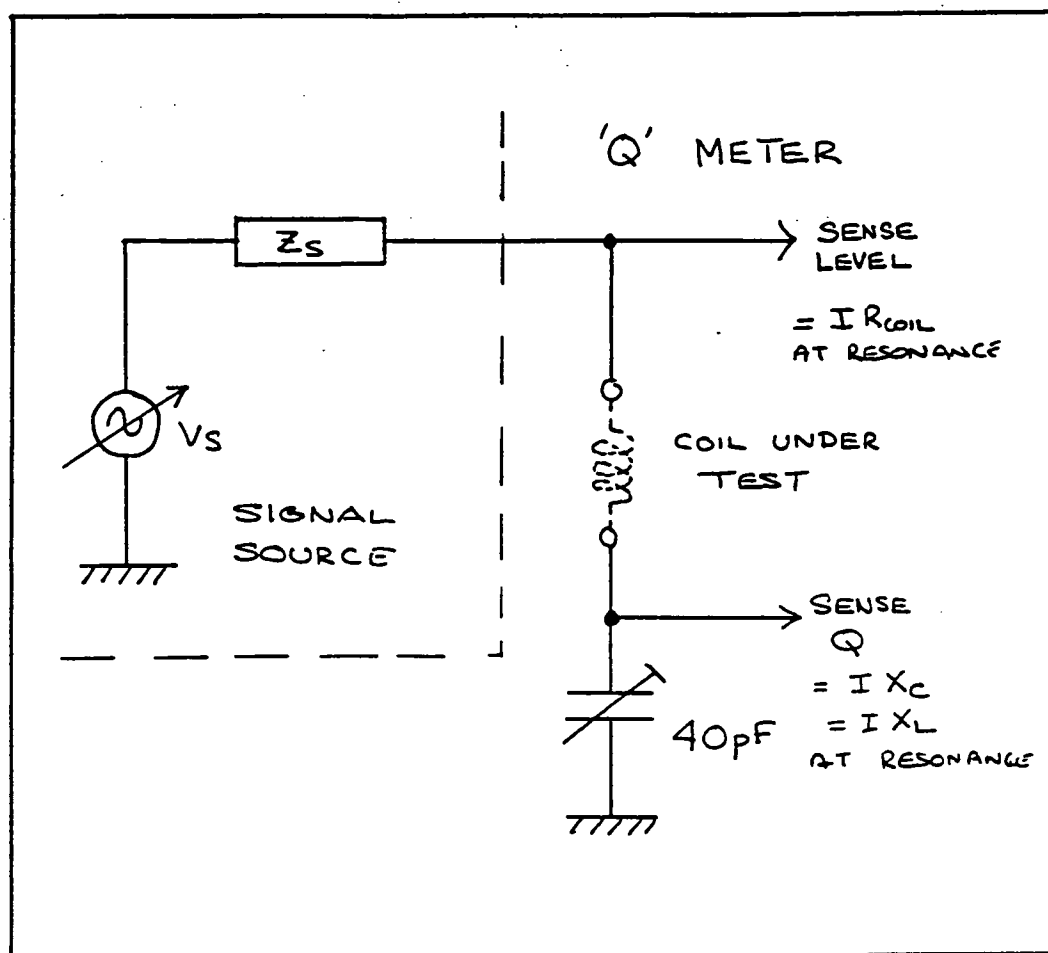 'Q' METER
ZS
SENSE
LEVEL
= I RCOIL
AT RESONANCE
VS
COIL UNDER
TEST
SIGNAL
SOURCE
SENSE
Q
= I XC
= I XL
AT RESONANCE
40pF